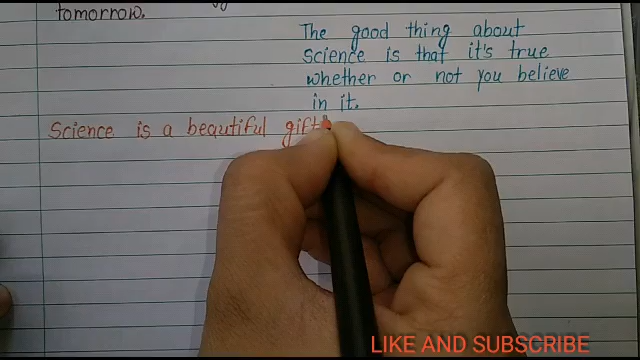 tomorrow.
The good thing about
Science is that it's true
whether or not you believe
in it.
Science is a beautiful gift
LIKE AND SUBSCRIBE